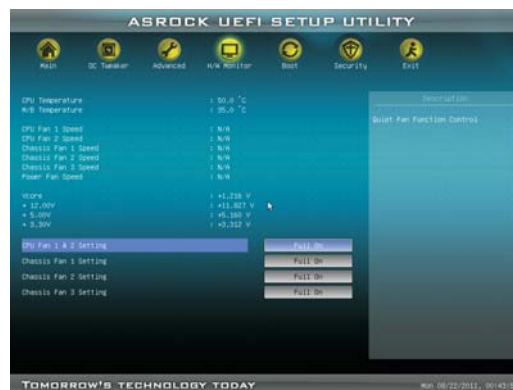 ASROCK UEFI SETUP UTILITY
Main OC Tweaker Advanced H/W Monitor Boot Security Exit
CPU Temperature : 50.0 °C
M/B Temperature : 35.0 °C
CPU Fan 1 Speed : N/A
CPU Fan 2 Speed : N/A
Chassis Fan 1 Speed : N/A
Chassis Fan 2 Speed : N/A
Chassis Fan 3 Speed : N/A
Power Fan Speed : N/A
Vcore : +1.216 V
+ 12.00V : +11.827 V
+ 5.00V : +5.160 V
+ 3.30V : +3.312 V
CPU Fan 1 & 2 Setting Full On
Chassis Fan 1 Setting Full On
Chassis Fan 2 Setting Full On
Chassis Fan 3 Setting Full On
Description
Quiet Fan Function Control
TOMORROW'S TECHNOLOGY TODAY
Mon 08/22/2011,